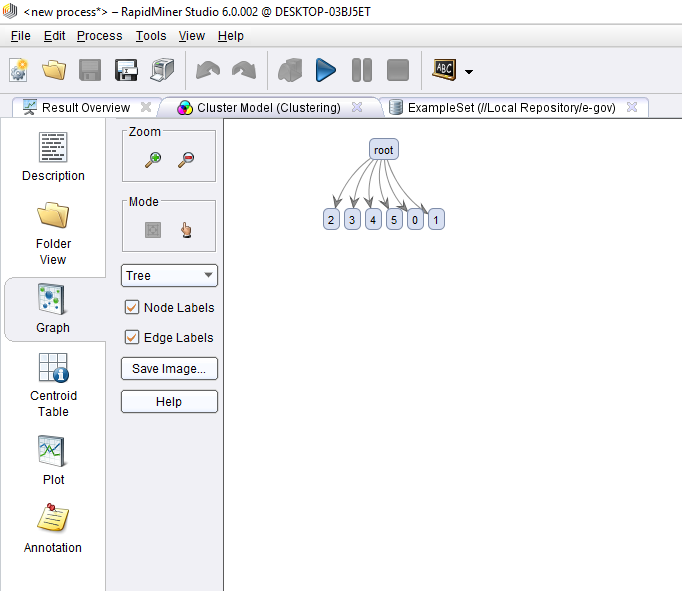 <new process*> – RapidMiner Studio 6.0.002 @ DESKTOP-03BJ5ET
File Edit Process Tools View Help
ABC
Result Overview Cluster Model (Clustering) ExampleSet (//Local Repository/e-gov)
Description
Folder
View
Graph
Centroid
Table
Plot
Annotation
Zoom
Mode
Tree
Node Labels
Edge Labels
Save Image...
Help
root
2 3 4 5 0 1